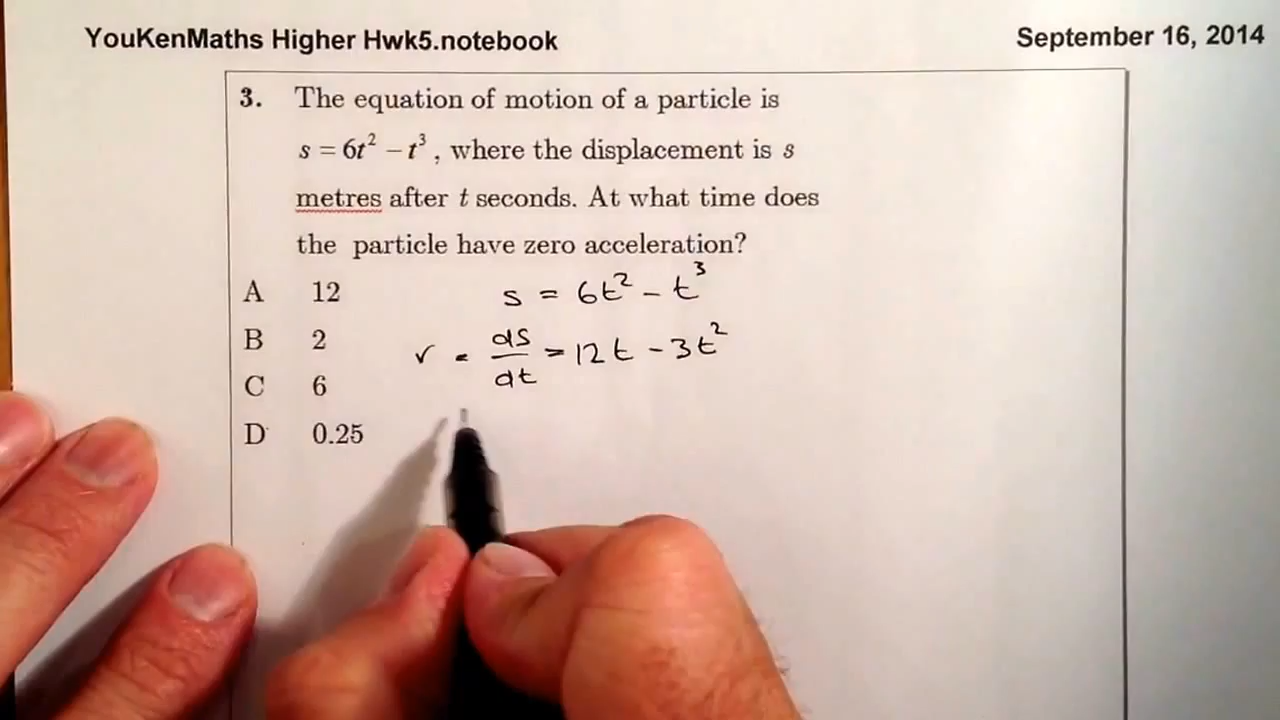 YouKenMaths Higher Hwk5.notebook
September 16, 2014
3. The equation of motion of a particle is
s = 6t² − t³ , where the displacement is s
metres after t seconds. At what time does
the particle have zero acceleration?
A 12
s = 6t² − t³
B 2
v = ds/dt = 12t − 3t²
C 6
D 0.25